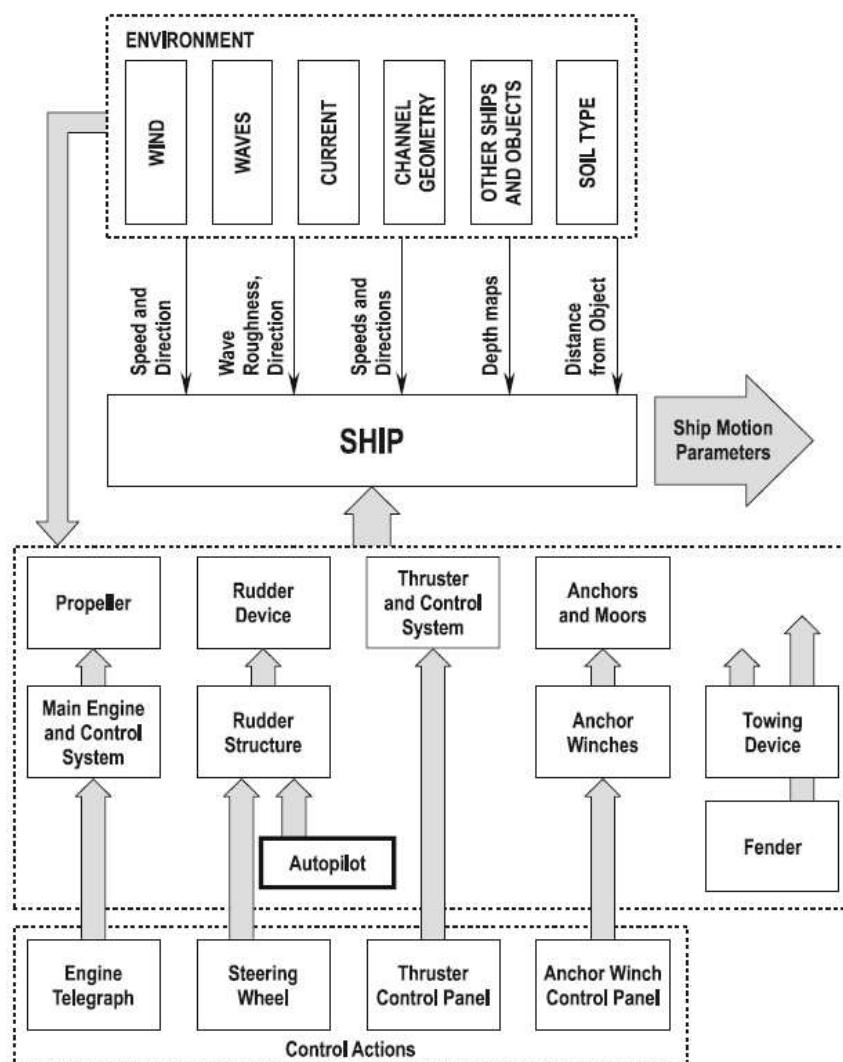 ENVIRONMENT
WIND
WAVES
CURRENT
CHANNEL
GEOMETRY
OTHER SHIPS
AND OBJECTS
SOIL TYPE
Speed and
Direction
Wave
Roughness,
Direction
Speeds and
Directions
Depth maps
Distance
from Object
SHIP
Ship Motion
Parameters
Propeller
Rudder
Device
Thruster
and Control
System
Anchors
and Moors
Main Engine
and Control
System
Rudder
Structure
Anchor
Winches
Towing
Device
Autopilot
Fender
Engine
Telegraph
Steering
Wheel
Thruster
Control Panel
Anchor Winch
Control Panel
Control Actions